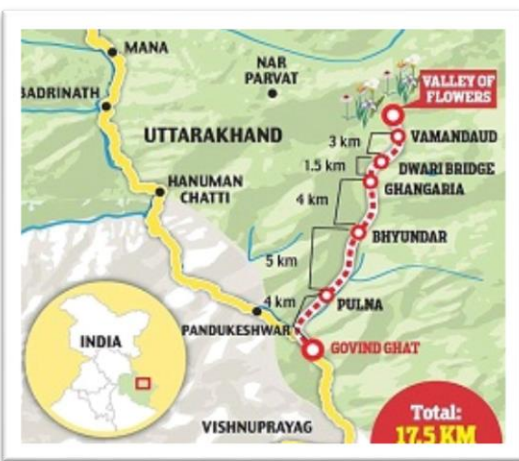 MANA
NAR
PARVAT
BADRINATH
VALLEY OF
FLOWERS
UTTARAKHAND
3 km
VAMANDAUD
1.5 km
DWARI BRIDGE
HANUMAN
CHATTI
GHANGARIA
4 km
BHYUNDAR
5 km
4 km
PULNA
PANDUKESHWAR
INDIA
GOVIND GHAT
VISHNUPRAYAG
Total:
17.5 KM